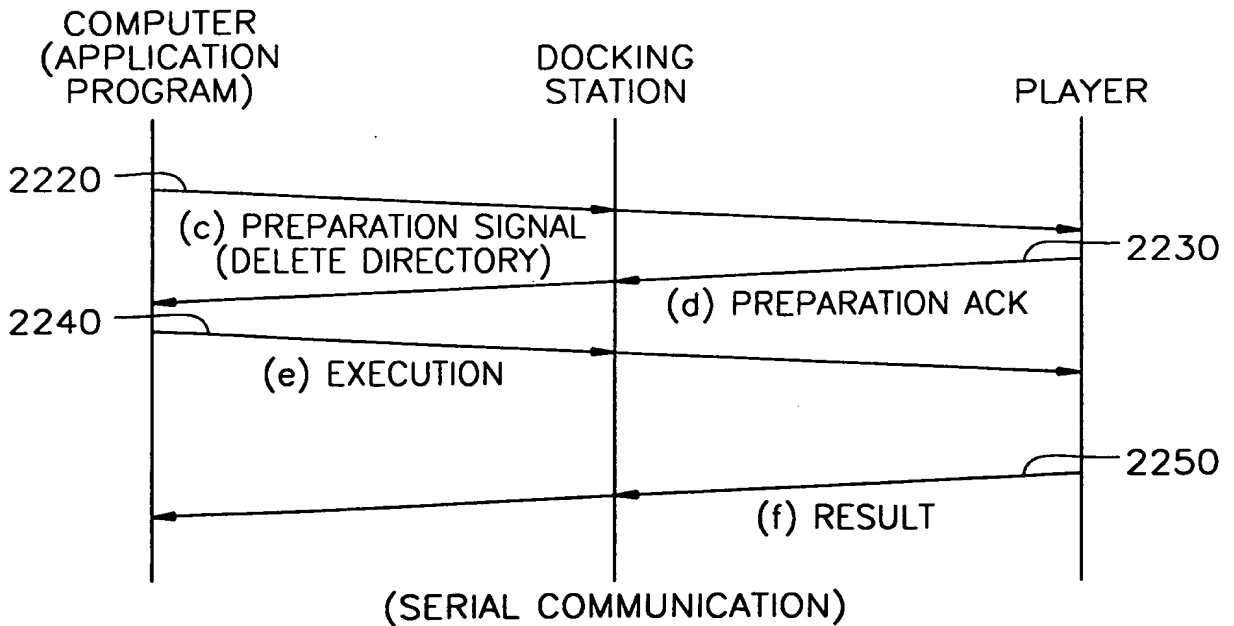 COMPUTER
(APPLICATION
PROGRAM)
DOCKING
STATION
PLAYER
2220
(c) PREPARATION SIGNAL
(DELETE DIRECTORY)
2230
(d) PREPARATION ACK
2240
(e) EXECUTION
2250
(f) RESULT
(SERIAL COMMUNICATION)